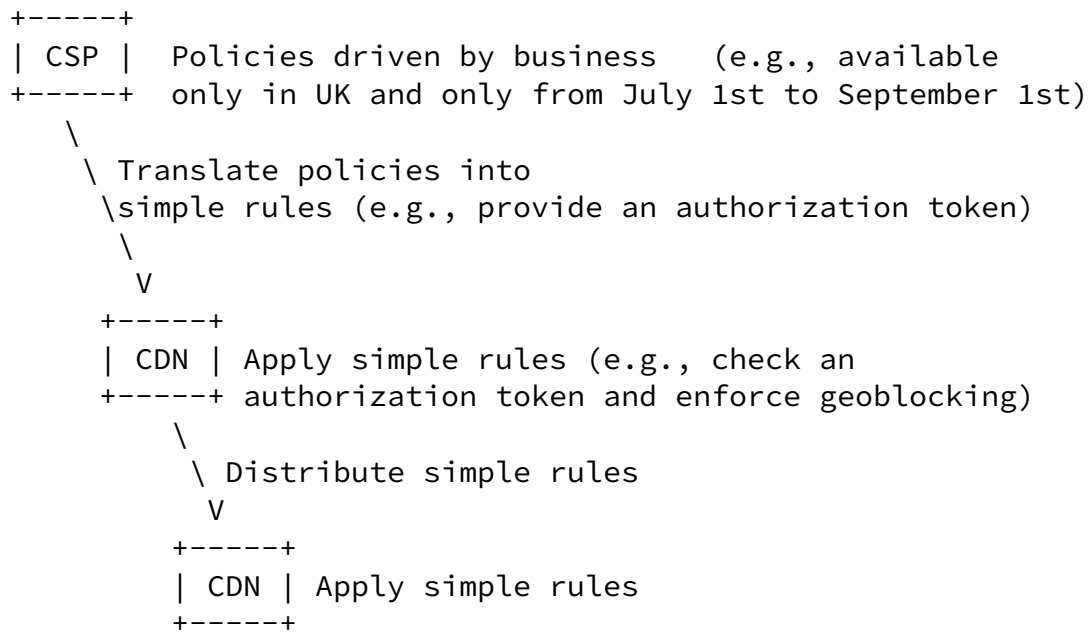 +-----+
| CSP | Policies driven by business (e.g., available
+-----+ only in UK and only from July 1st to September 1st)
\
\ Translate policies into
\simple rules (e.g., provide an authorization token)
\
V
+-----+
| CDN | Apply simple rules (e.g., check an
+-----+ authorization token and enforce geoblocking)
\
\ Distribute simple rules
V
+-----+
| CDN | Apply simple rules
+-----+